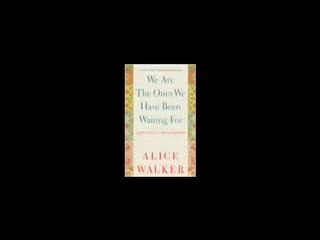 We Are
The Ones We
Have Been
Waiting For
ALICE
WALKER